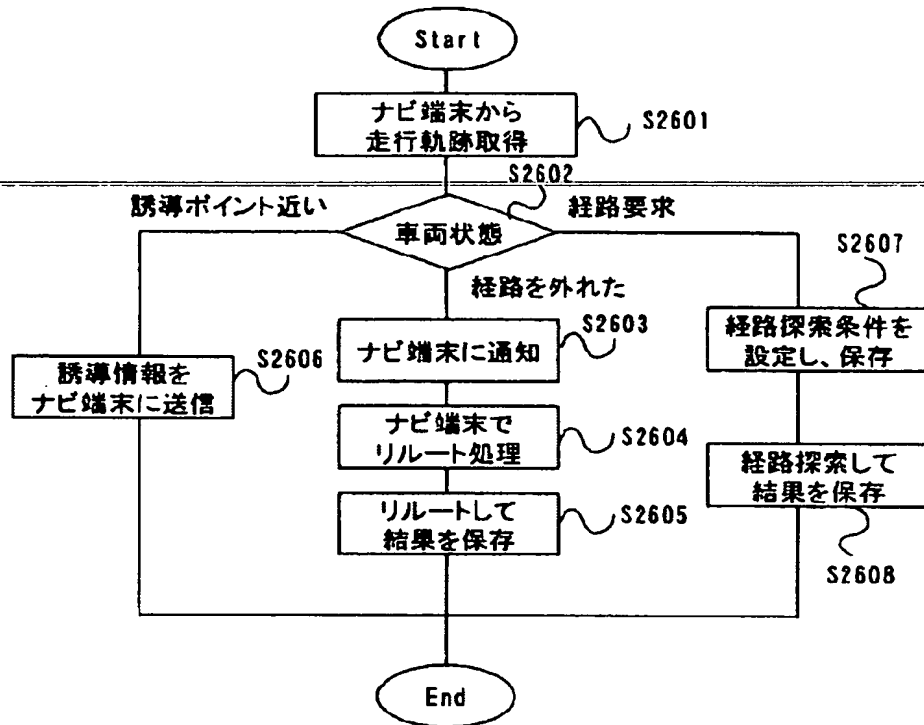 Start
ナビ端末から
走行軌跡取得
S2601
S2602
誘導ポイント近い
車両状態
経路要求
経路を外れた
S2607
経路探索条件を
設定し、保存
S2603
ナビ端末に通知
S2606
誘導情報を
ナビ端末に送信
ナビ端末で
リルート処理
S2604
経路探索して
結果を保存
リルートして
結果を保存
S2605
S2608
End